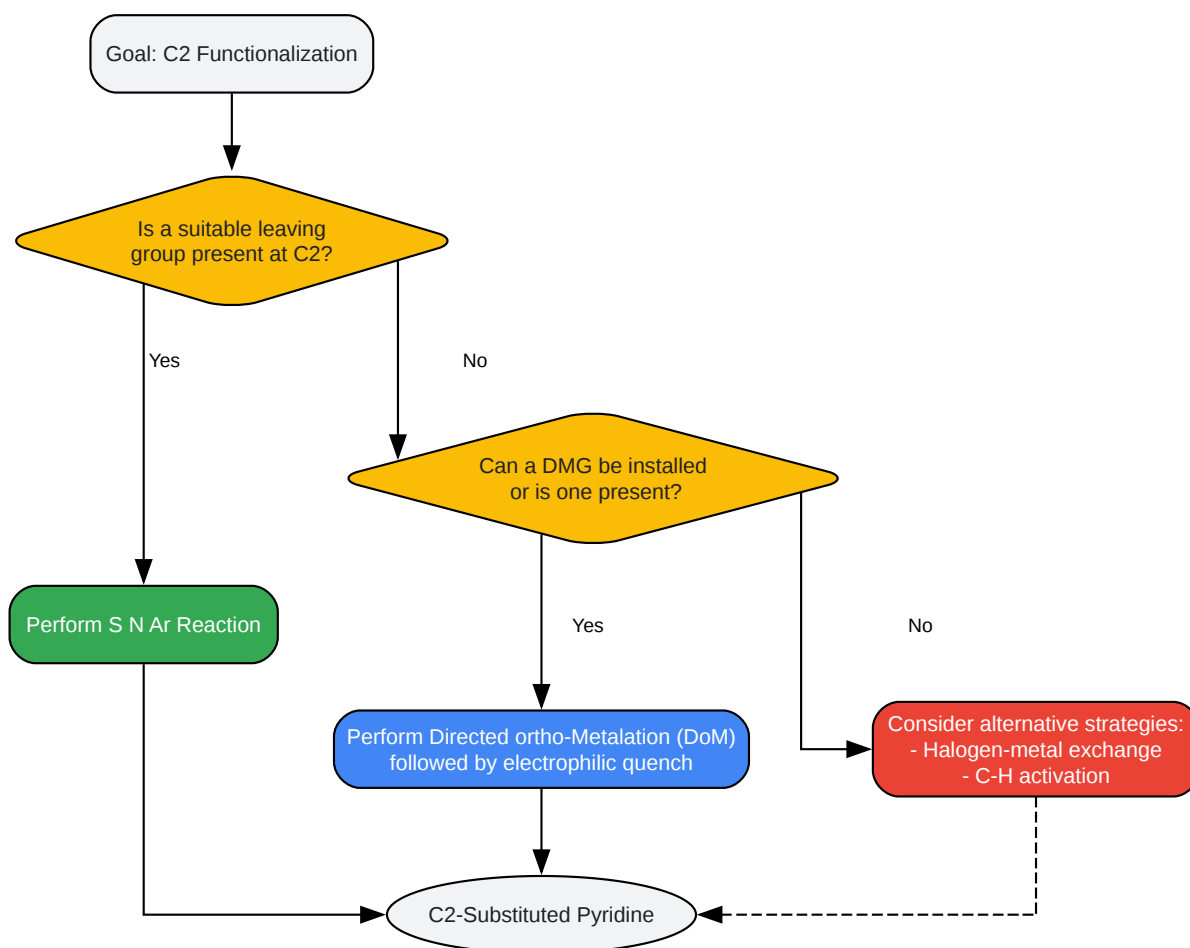 Goal: C2 Functionalization
Is a suitable leaving
group present at C2?
Yes
No
Can a DMG be installed
or is one present?
Perform S N Ar Reaction
Yes
No
Perform Directed ortho-Metalation (DoM)
followed by electrophilic quench
Consider alternative strategies:
- Halogen-metal exchange
- C-H activation
C2-Substituted Pyridine